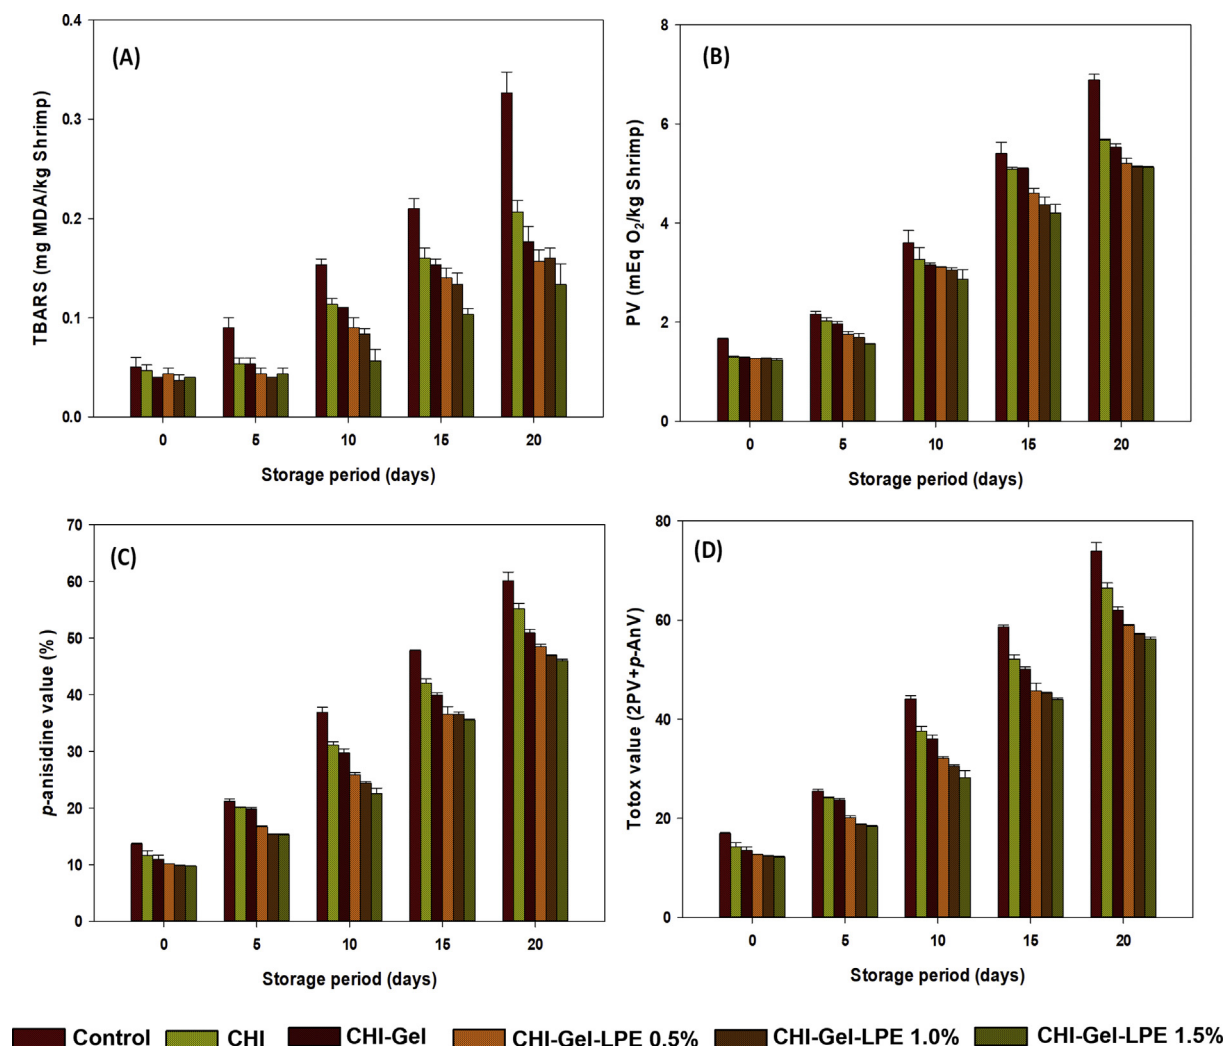 (A)
TBARS (mg MDA/kg Shrimp)
0.4
0.3
0.2
0.1
0.0
0 5 10 15 20
Storage period (days)
(B)
PV (mEq O₂/kg Shrimp)
8
6
4
2
0
0 5 10 15 20
Storage period (days)
(C)
p-anisidine value (%)
70
60
50
40
30
20
10
0
0 5 10 15 20
Storage period (days)
(D)
Totox value (2PV+p-AnV)
80
60
40
20
0
0 5 10 15 20
Storage period (days)
Control CHI CHI-Gel CHI-Gel-LPE 0.5% CHI-Gel-LPE 1.0% CHI-Gel-LPE 1.5%